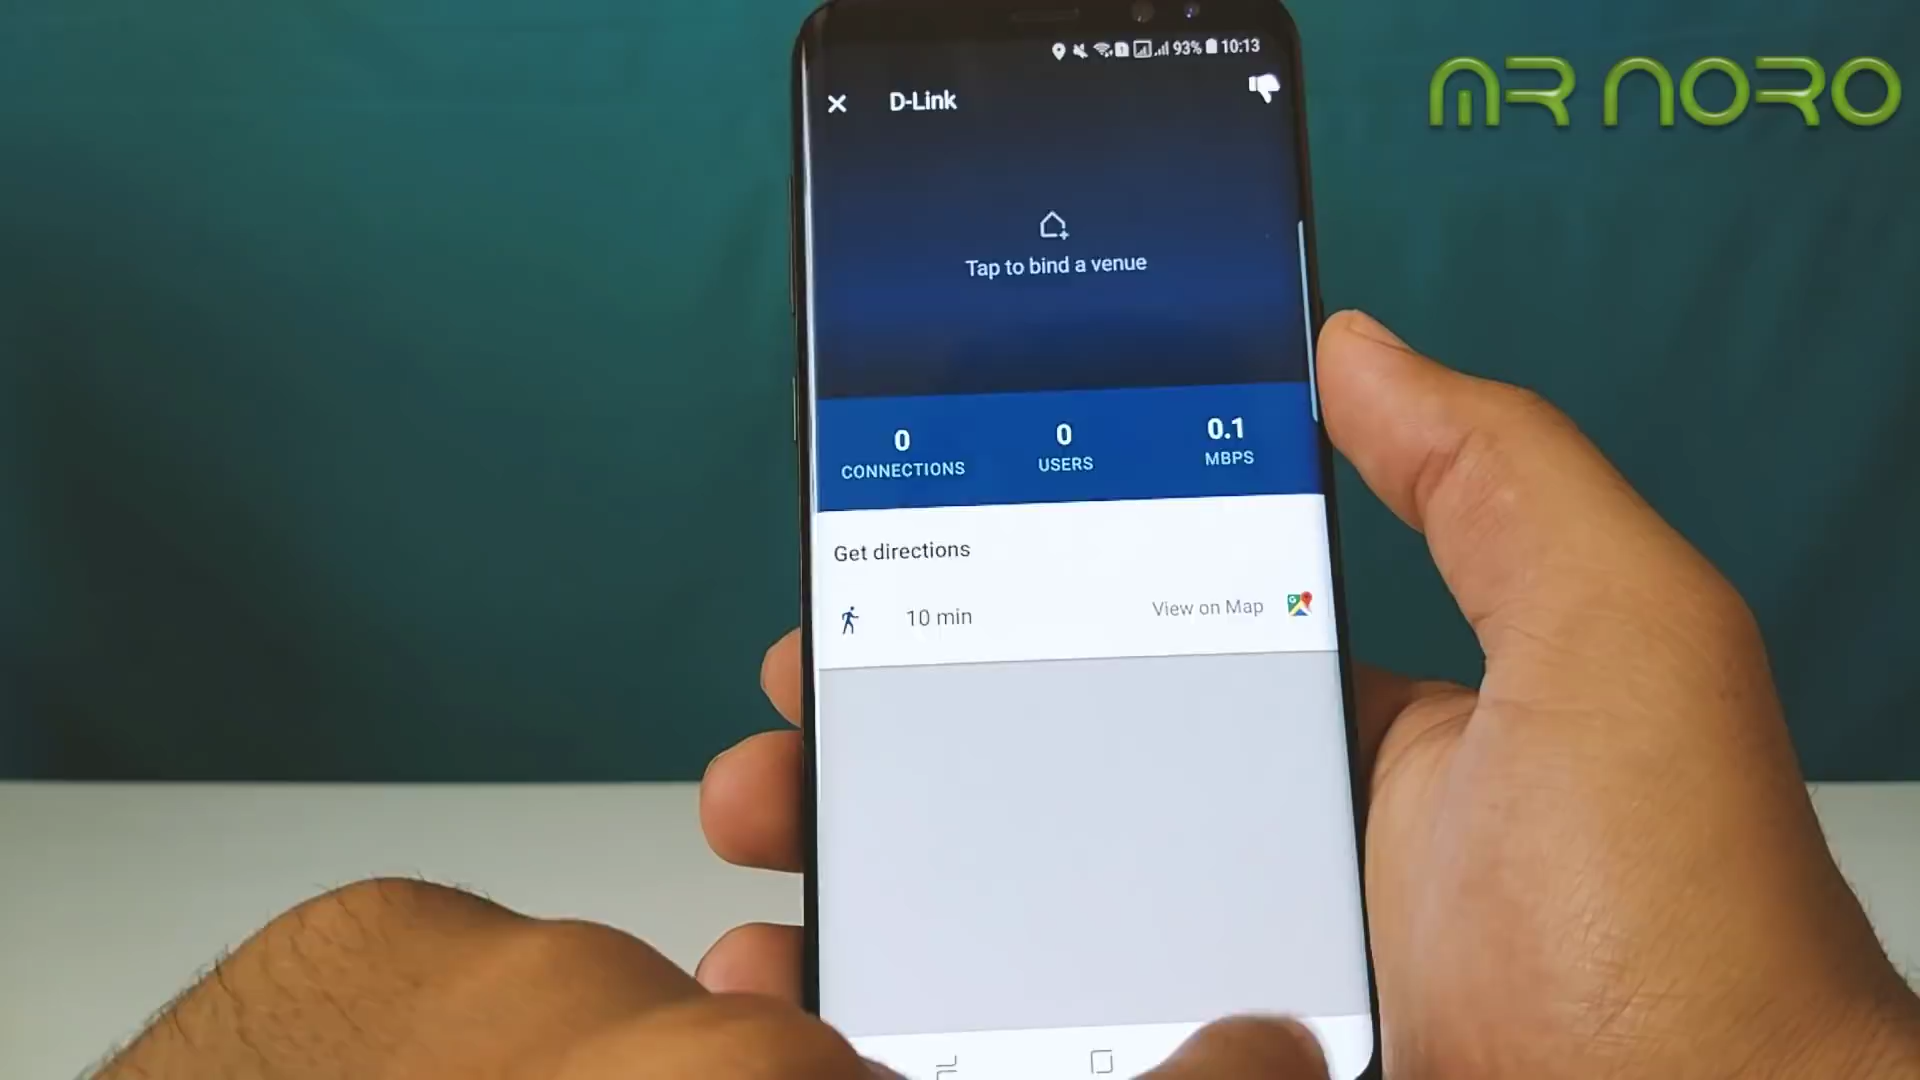 93% 10:13
D-Link
MR NORO
Tap to bind a venue
0 0 0.1
CONNECTIONS USERS MBPS
Get directions
10 min View on Map